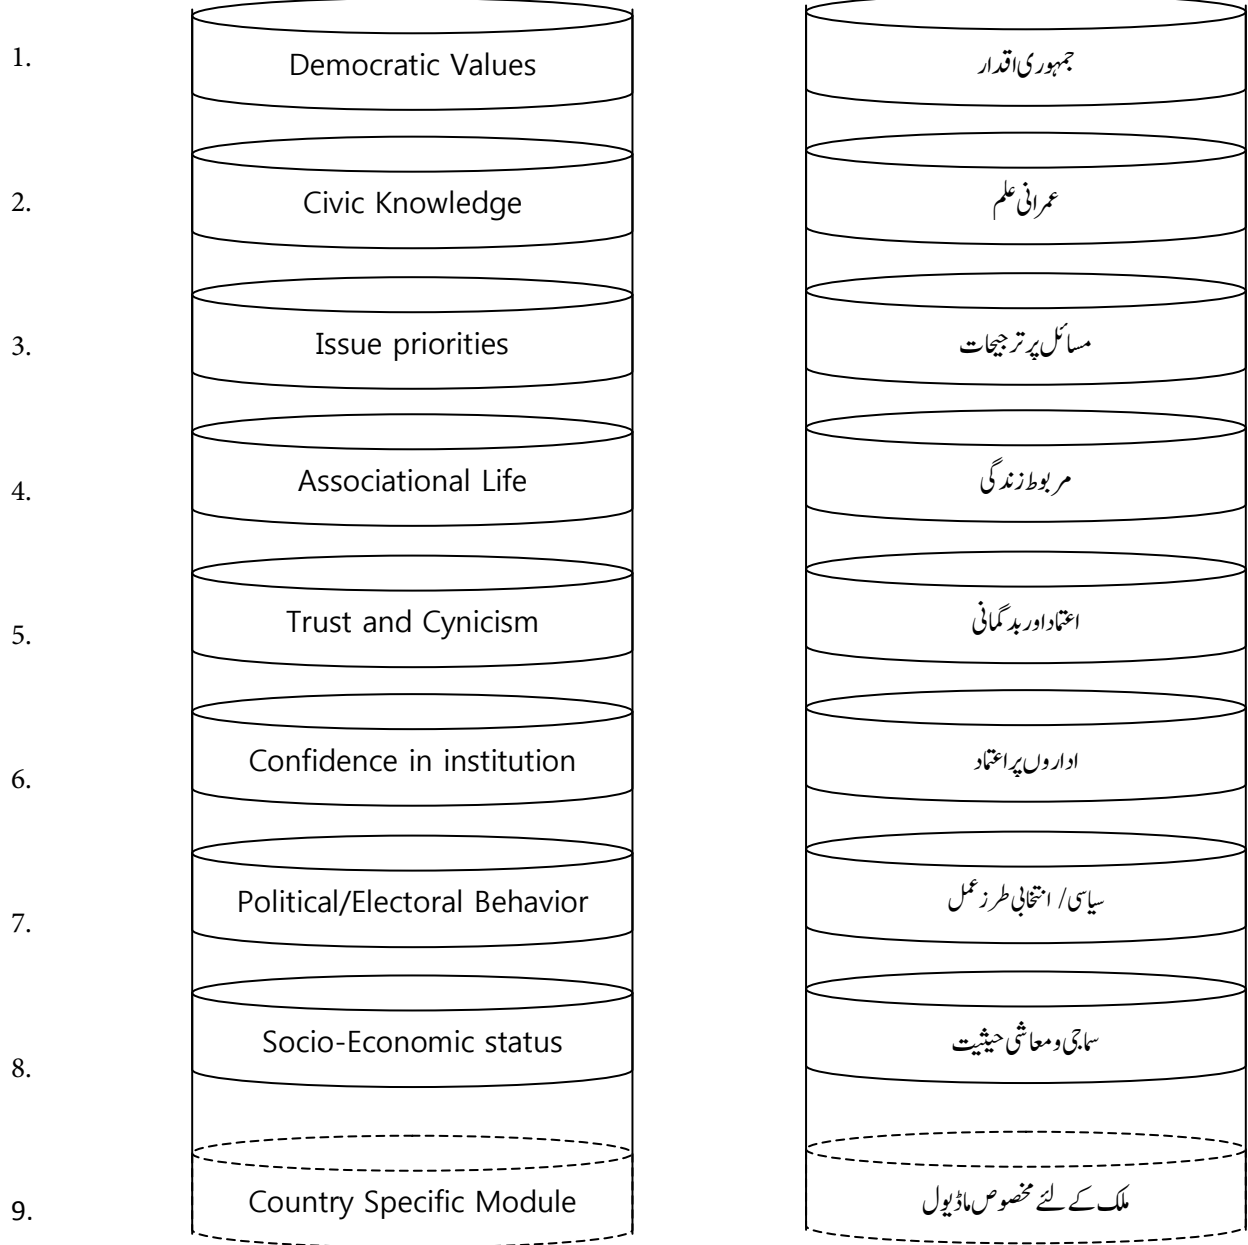 1. Democratic Values جمہوری اقدار
2. Civic Knowledge عمرانی علم
3. Issue priorities مسائل پر ترجیحات
4. Associational Life مربوط زندگی
5. Trust and Cynicism اعتماد اور بدگمانی
6. Confidence in institution اداروں پر اعتماد
7. Political/Electoral Behavior سیاسی/ انتخابی طرز عمل
8. Socio-Economic status سماجی و معاشی حیثیت
9. Country Specific Module ملک کے لئے مخصوص ماڈیول